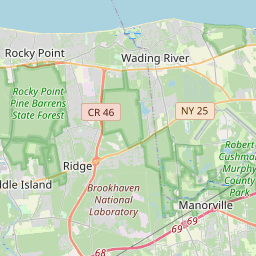 Rocky Point
Wading River
Rocky Point
Pine Barrens
State Forest
CR 46
NY 25
Robert
Cushman
Murphy
County
Park
Ridge
ddle Island
Brookhaven
National
Laboratory
Manorville
69
69
68